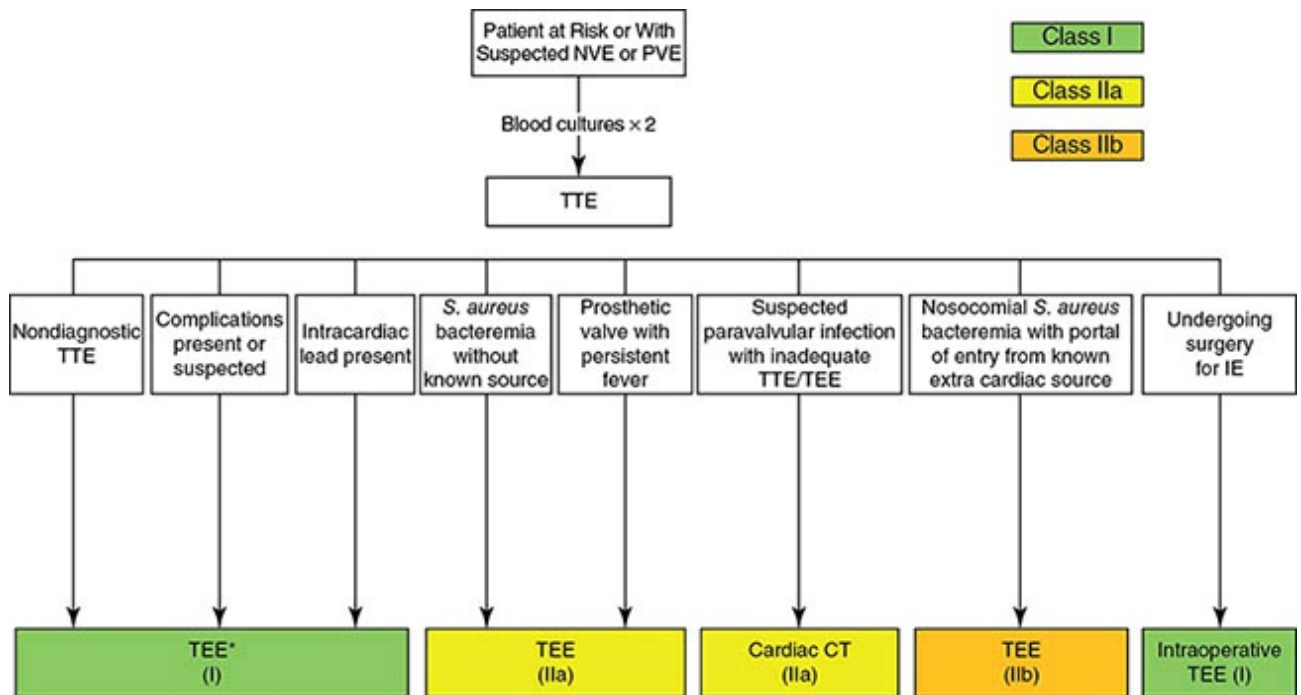 Patient at Risk or With
Suspected NVE or PVE
Class I
Class IIa
Class IIb
Blood cultures × 2
TTE
Nondiagnostic
TTE
Complications
present or
suspected
Intracardiac
lead present
S. aureus
bacteremia
without
known source
Prosthetic
valve with
persistent
fever
Suspected
paravalvular infection
with inadequate
TTE/TEE
Nosocomial S. aureus
bacteremia with portal
of entry from known
extra cardiac source
Undergoing
surgery
for IE
TEE*
(I)
TEE
(IIa)
Cardiac CT
(IIa)
TEE
(IIb)
Intraoperative
TEE (I)